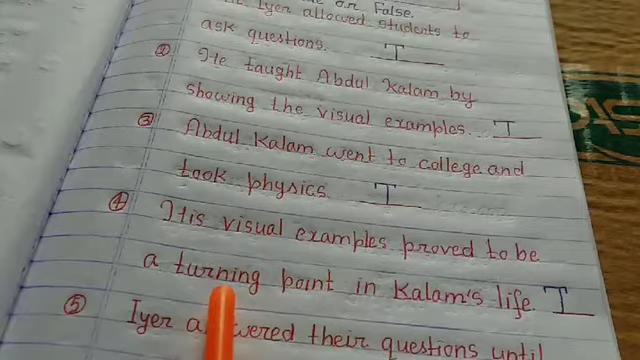 or False.
Iyer allowed students to
ask questions. T
② He taught Abdul Kalam by
showing the visual examples. T
③ Abdul Kalam went to college and
took physics. T
④ His visual examples proved to be
a turning point in Kalam's life T
⑤ Iyer their questions until